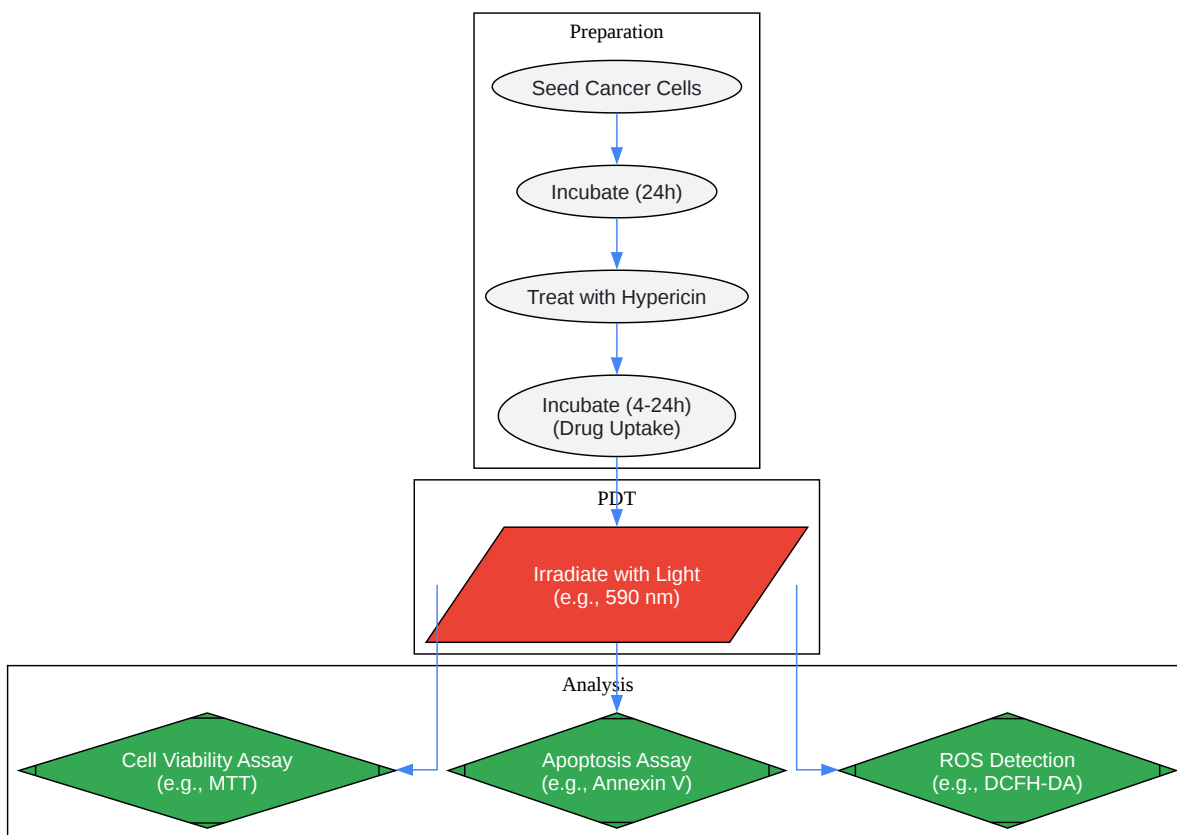 Preparation
Seed Cancer Cells
Incubate (24h)
Treat with Hypericin
Incubate (4-24h)
(Drug Uptake)
PDT
Irradiate with Light
(e.g., 590 nm)
Analysis
Cell Viability Assay
(e.g., MTT)
Apoptosis Assay
(e.g., Annexin V)
ROS Detection
(e.g., DCFH-DA)